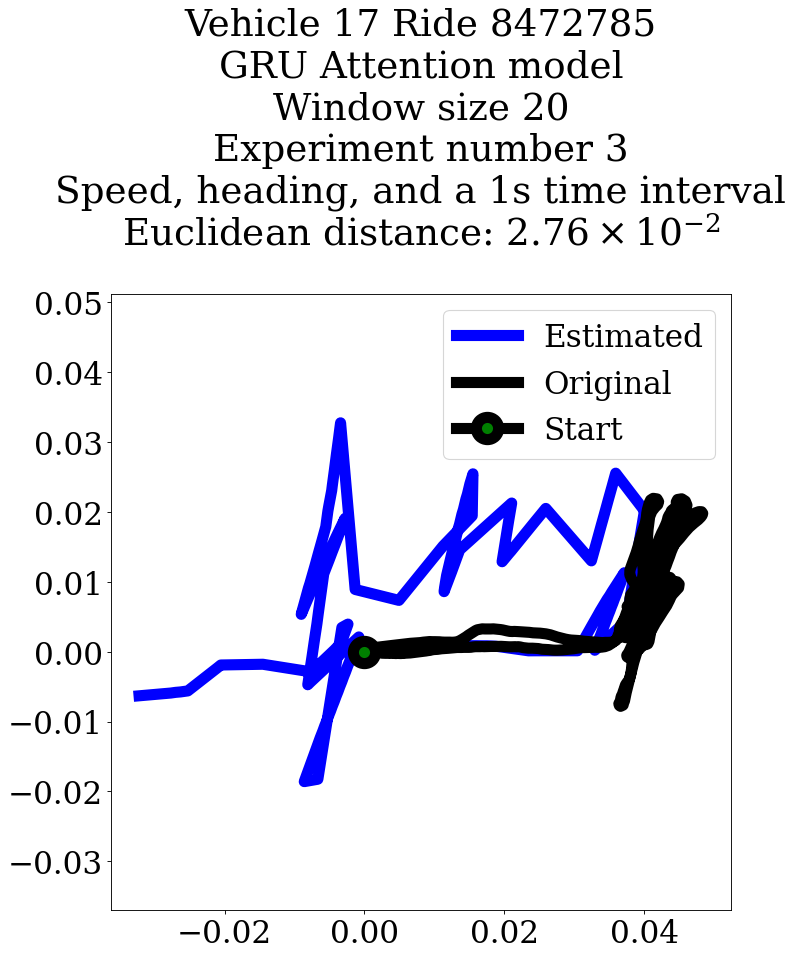 Vehicle 17 Ride 8472785
GRU Attention model
Window size 20
Experiment number 3
Speed, heading, and a 1s time interval
Euclidean distance: 2.76 × 10⁻²
0.05
0.04
0.03
0.02
0.01
0.00
−0.01
−0.02
−0.03
Estimated
Original
Start
−0.02 0.00 0.02 0.04